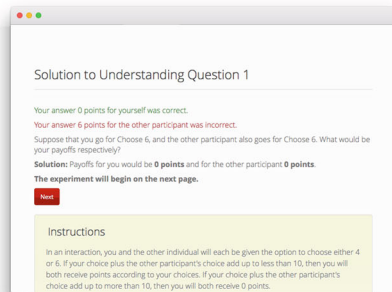 Solution to Understanding Question 1
Your answer 0 points for yourself was correct.
Your answer 6 points for the other participant was incorrect.
Suppose that you go for Choose 6, and the other participant also goes for Choose 6. What would be
your payoffs respectively?
Solution: Payoffs for you would be 0 points and for the other participant 0 points.
The experiment will begin on the next page.
Next
Instructions
In an interaction, you and the other individual will each be given the option to choose either 4
or 6. If your choice plus the other participant's choice add up to less than 10, then you will
both receive points according to your choices. If your choice plus the other participant's
choice add up to more than 10, then you will both receive 0 points.